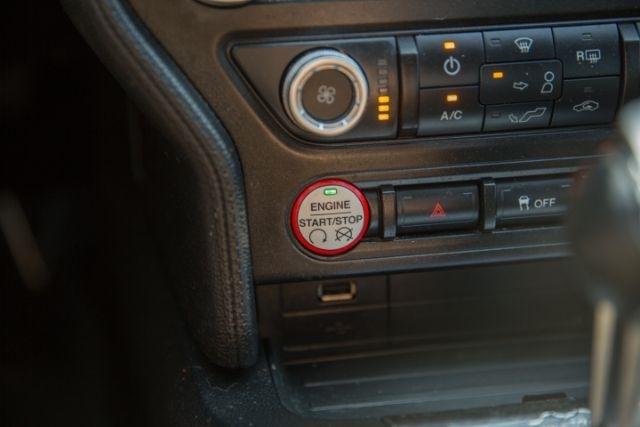 R
A/C
ENGINE
START/STOP
OFF